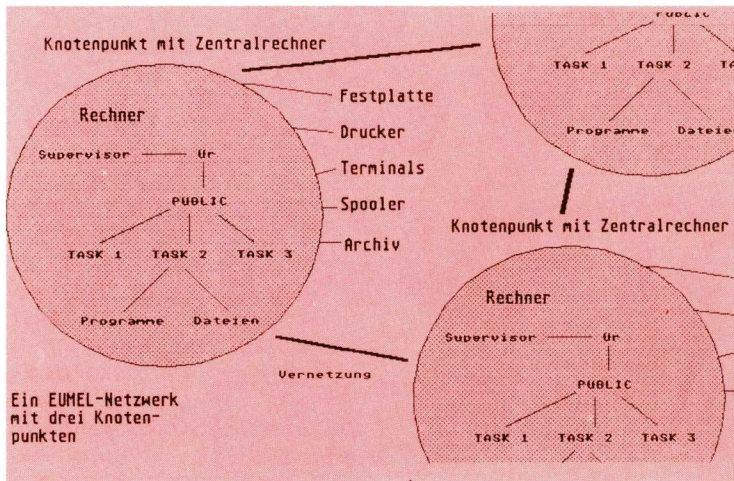 Knotenpunkt mit Zentralrechner
Rechner
Supervisor Ur
PUBLIC
TASK 1 TASK 2 TASK 3
Programme Dateien
Festplatte
Drucker
Terminals
Spooler
Archiv
PUBLIC
TASK 1 TASK 2
Programme Dateien
Knotenpunkt mit Zentralrechner
Rechner
Supervisor Ur
PUBLIC
TASK 1 TASK 2 TASK 3
Vernetzung
Ein EUMEL-Netzwerk
mit drei Knoten-
punkten